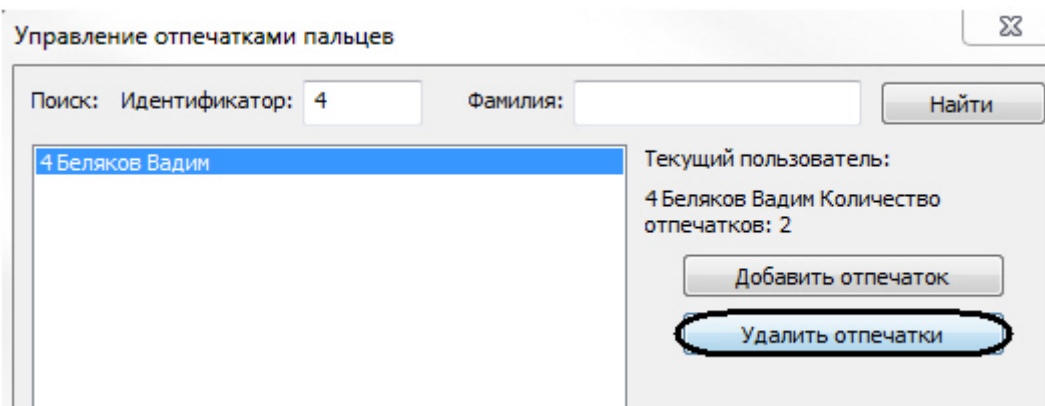 Управление отпечатками пальцев
Поиск: Идентификатор: 4 Фамилия: Найти
4 Беляков Вадим
Текущий пользователь:
4 Беляков Вадим Количество
отпечатков: 2
Добавить отпечаток
Удалить отпечатки